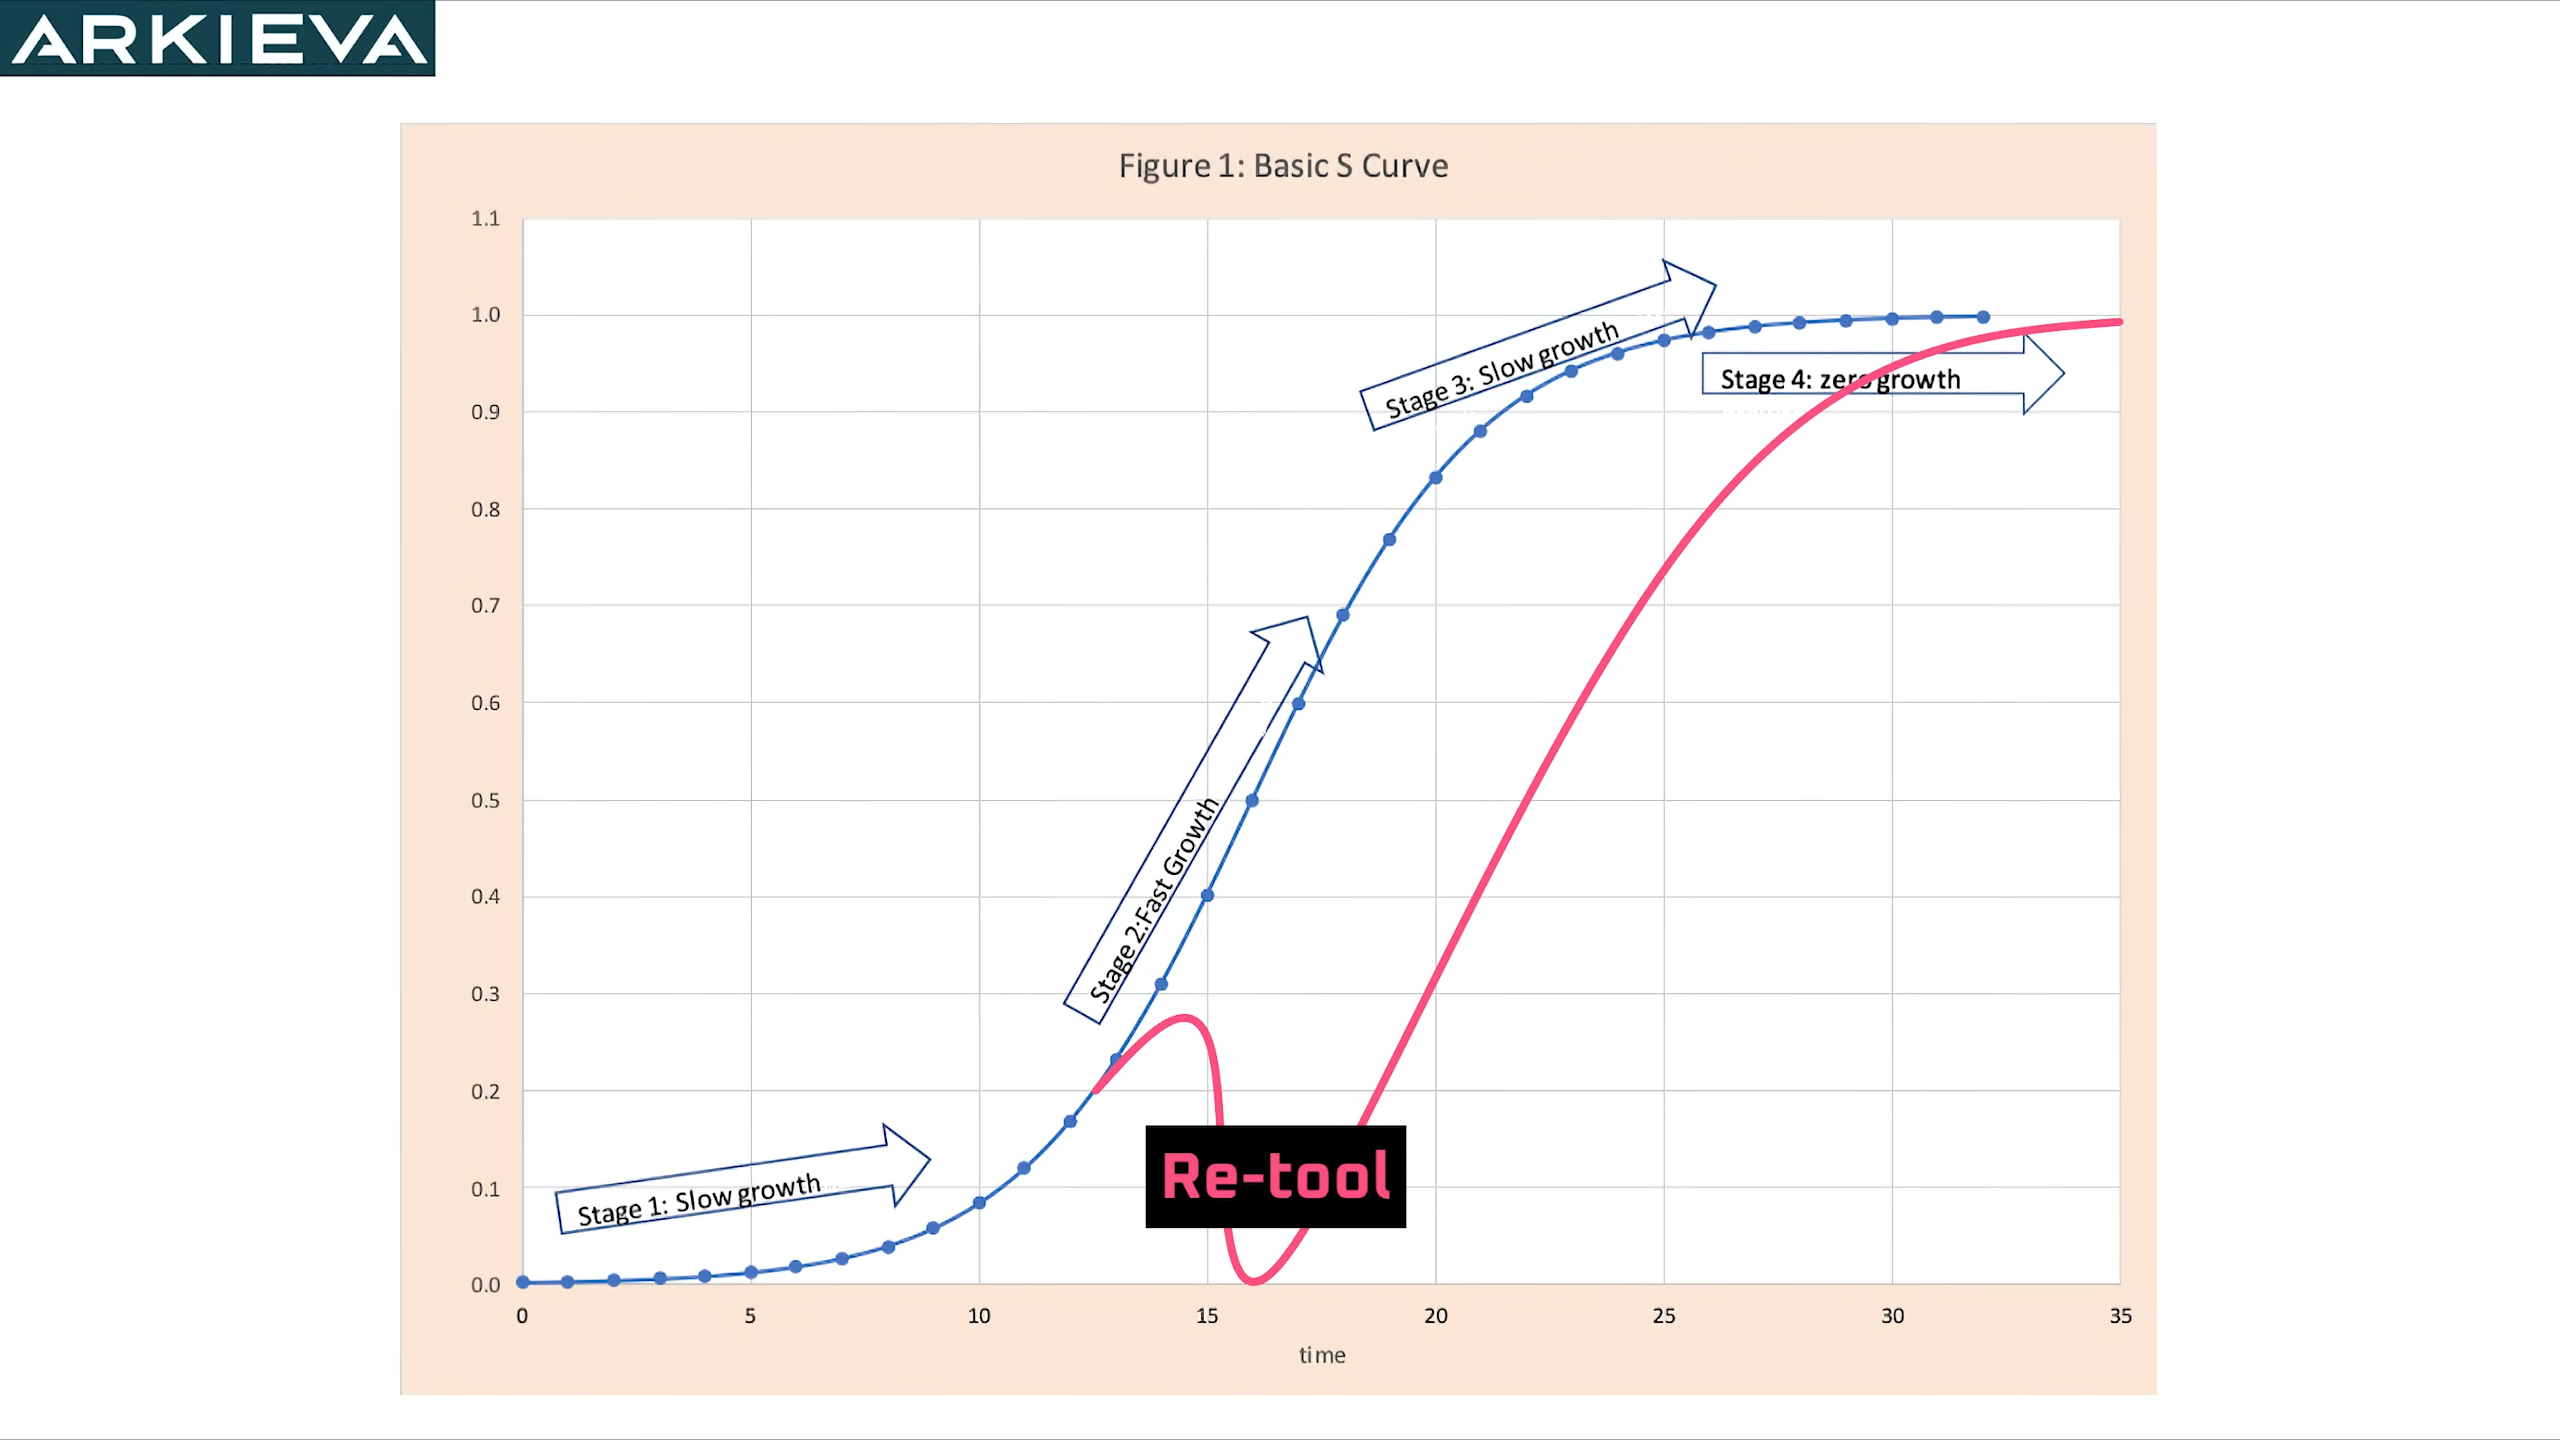 ARKIEVA
Figure 1: Basic S Curve
1.1
1.0
0.9
0.8
0.7
0.6
0.5
0.4
0.3
0.2
0.1
0.0
Stage 3: Slow growth
Stage 4: zero growth
Stage 2:Fast Growth
Stage 1: Slow growth
Re-tool
0 5 10 15 20 25 30 35
time